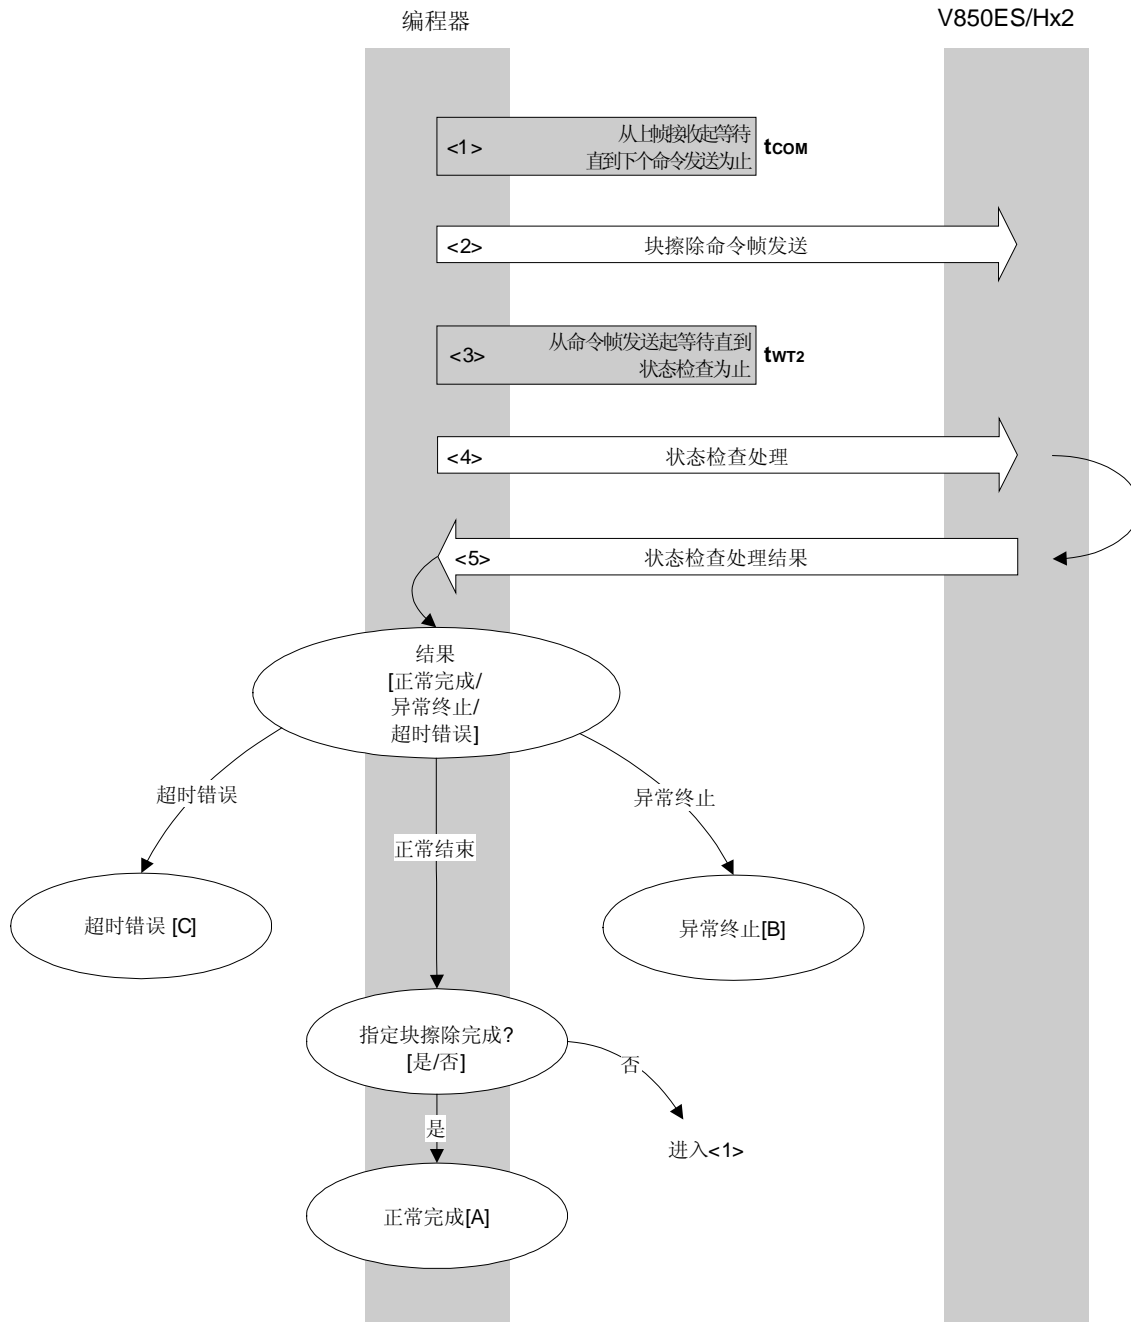 编程器
V850ES/Hx2
<1>
从上帧接收起等待
直到下个命令发送为止
tCOM
<2>
块擦除命令帧发送
<3>
从命令帧发送起等待直到
状态检查为止
tWT2
<4>
状态检查处理
<5>
状态检查处理结果
结果
[正常完成/
异常终止/
超时错误]
超时错误
异常终止
正常结束
超时错误 [C]
异常终止[B]
指定块擦除完成?
[是/否]
否
是
进入<1>
正常完成[A]